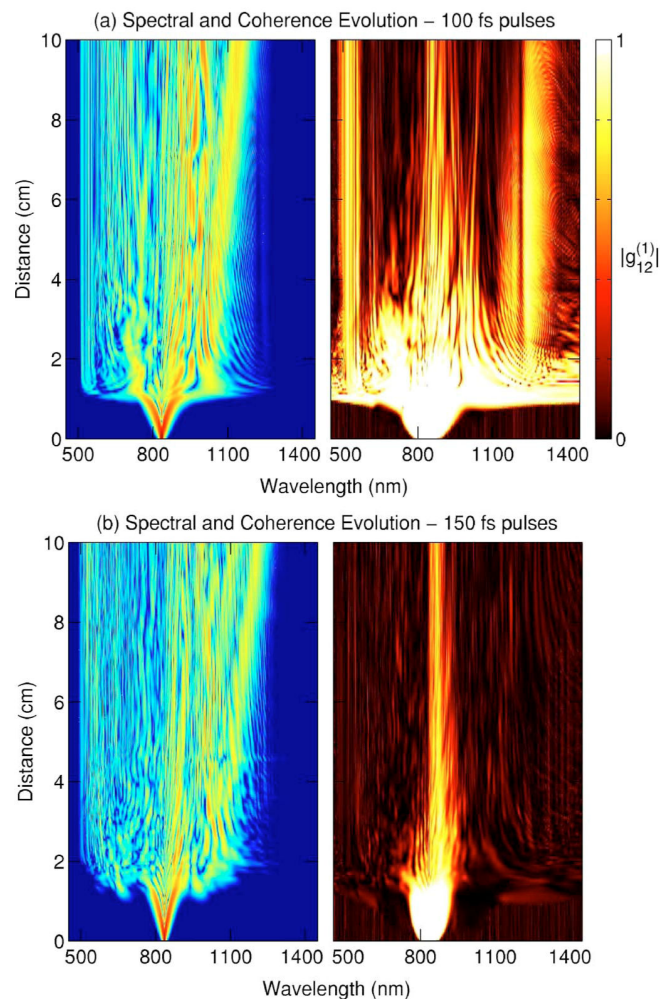 (a) Spectral and Coherence Evolution – 100 fs pulses
10
8
6
4
2
0
Distance (cm)
500 800 1100 1400 500 800 1100 1400
Wavelength (nm)
1
|g₁₂⁽¹⁾|
0
(b) Spectral and Coherence Evolution – 150 fs pulses
10
8
6
4
2
0
Distance (cm)
500 800 1100 1400 500 800 1100 1400
Wavelength (nm)